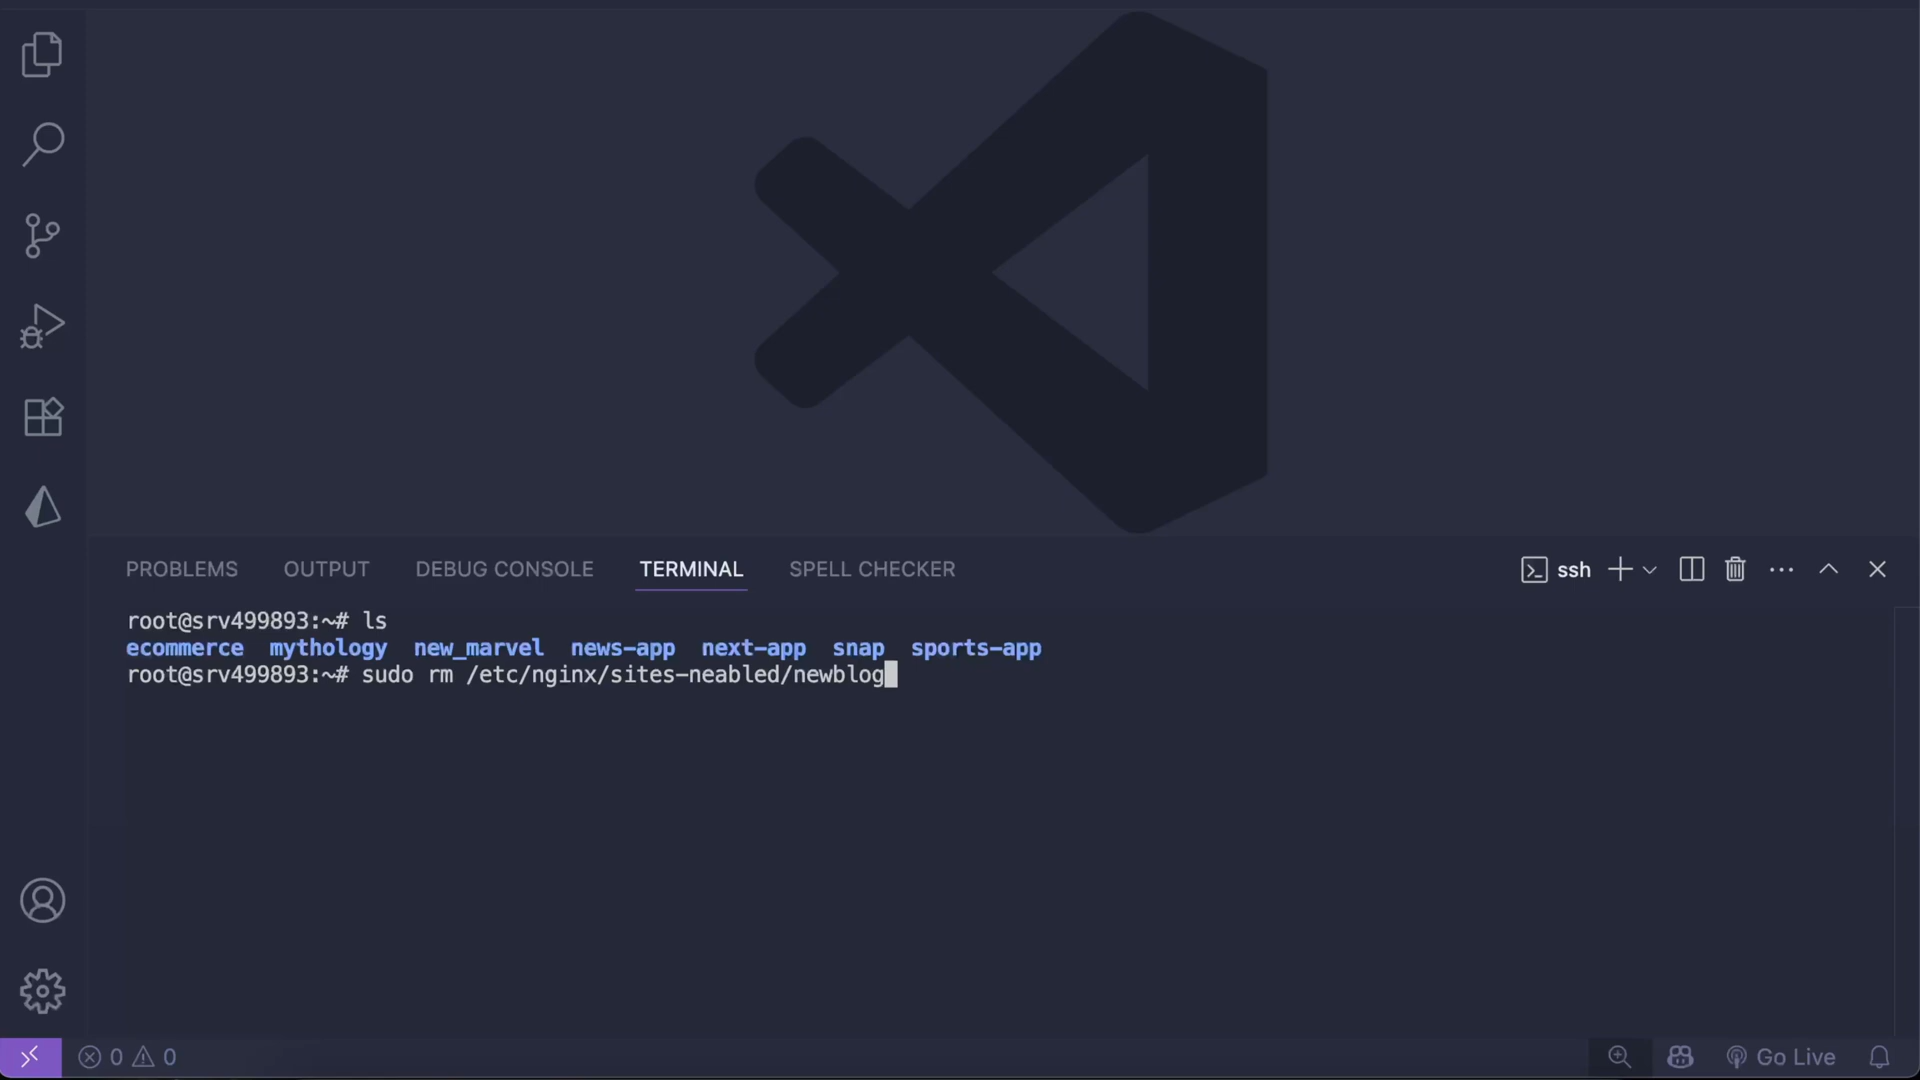 PROBLEMS OUTPUT DEBUG CONSOLE TERMINAL SPELL CHECKER ssh
root@srv499893:~# ls
ecommerce mythology new_marvel news-app next-app snap sports-app
root@srv499893:~# sudo rm /etc/nginx/sites-neabled/newblog
0 0 Go Live